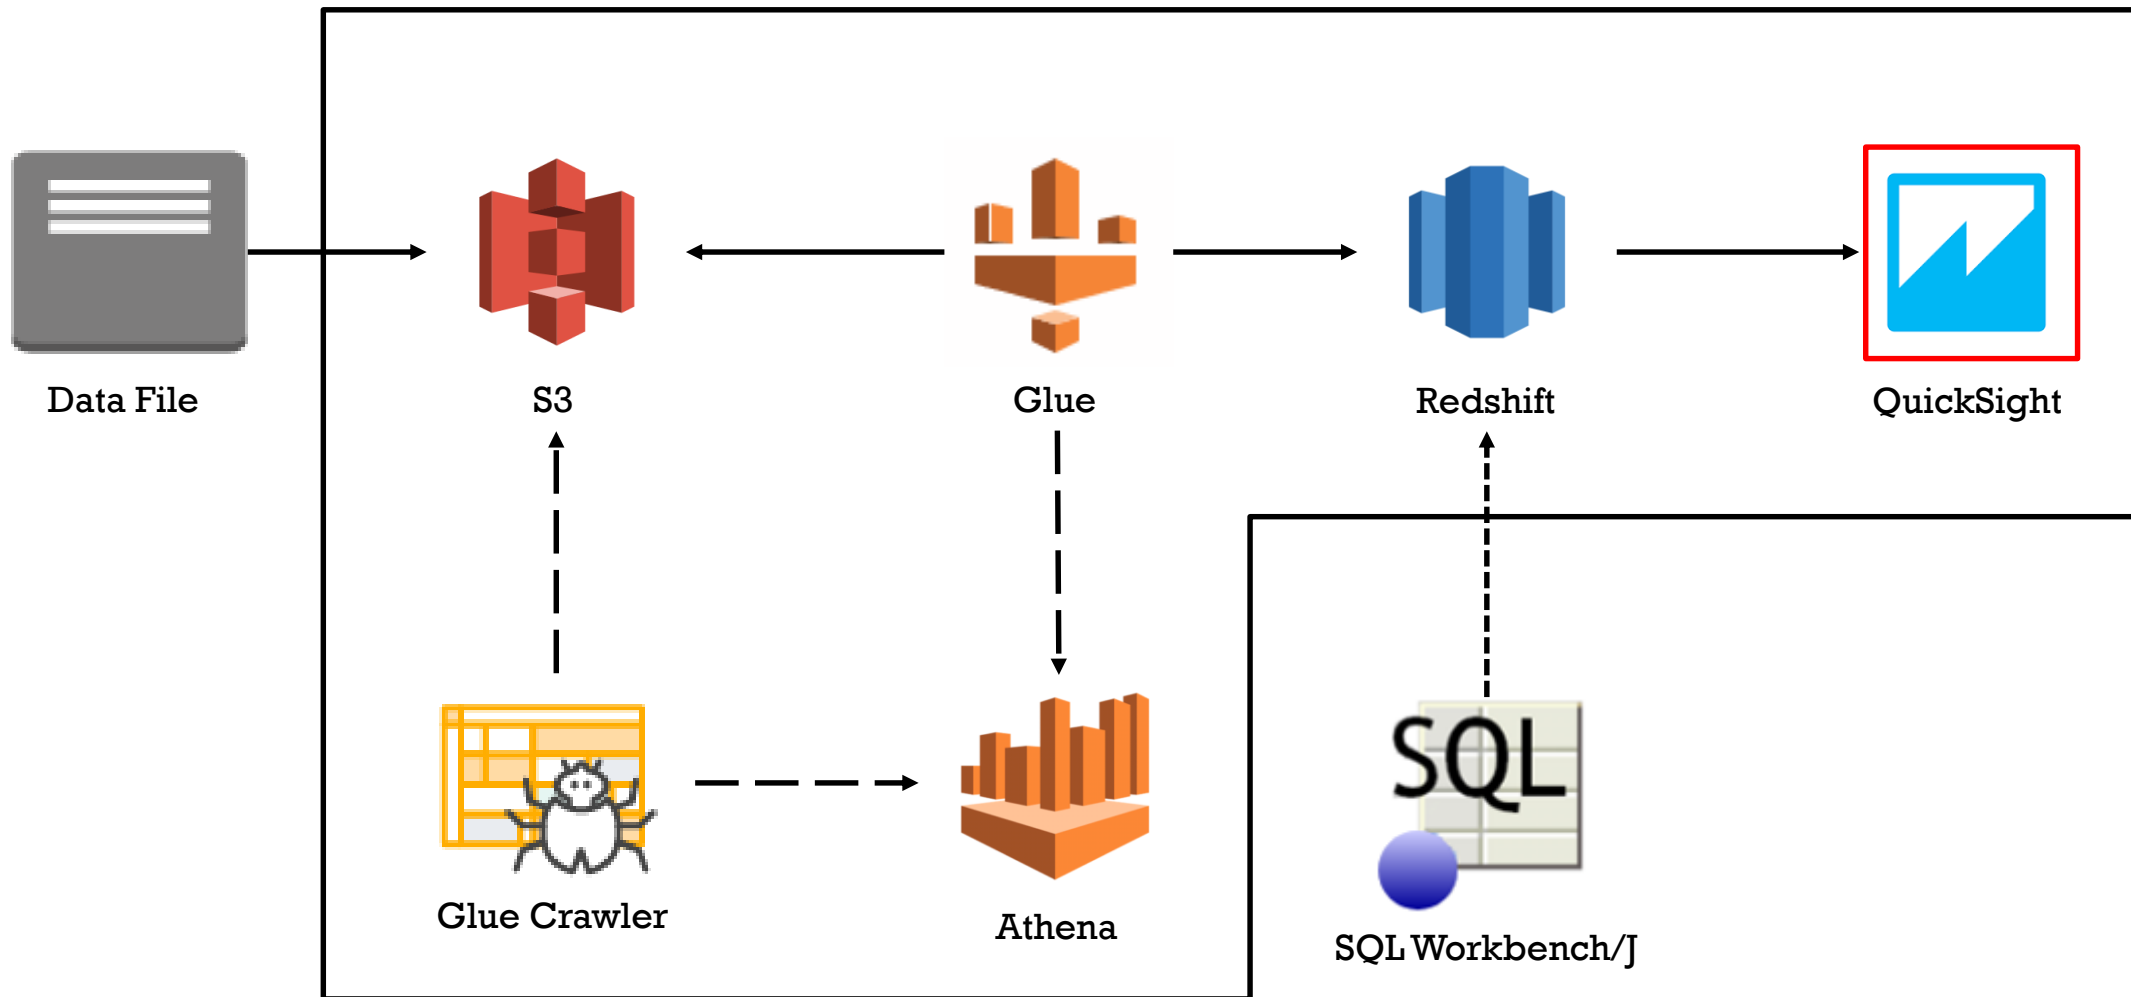 Data File
S3
Glue
Redshift
QuickSight
Glue Crawler
Athena
SQL
SQL Workbench/J